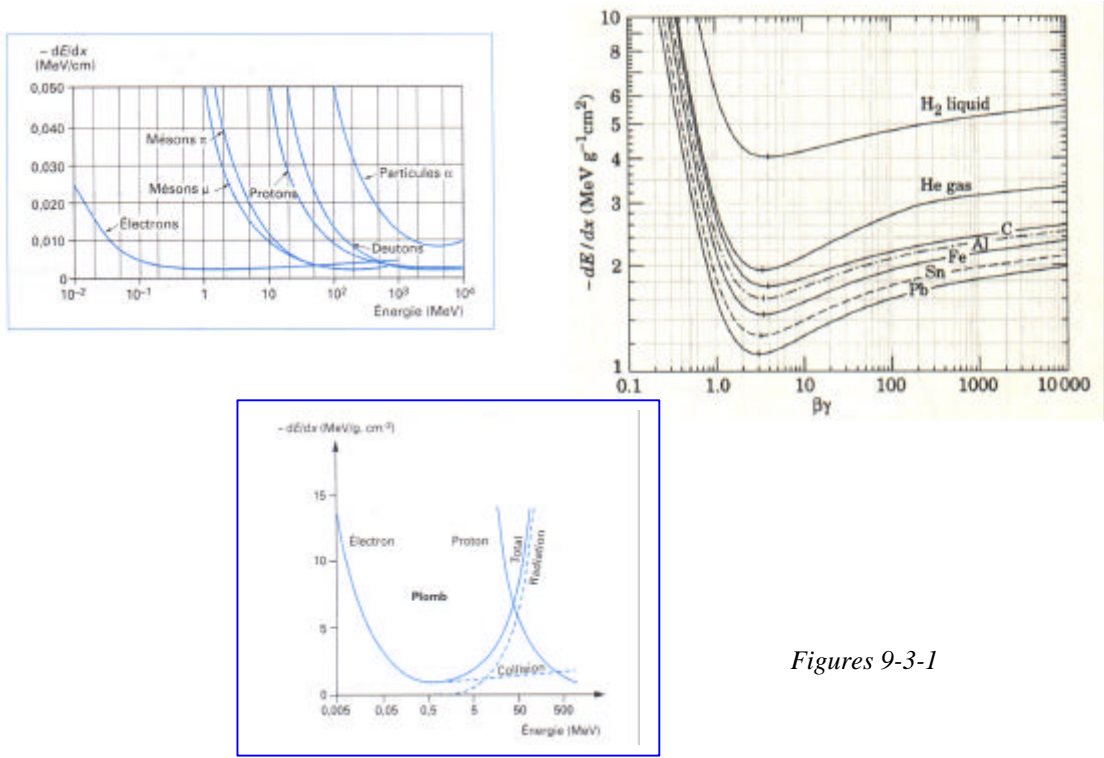 – dE/dx
(MeV/cm)
0,050
0,040
0,030
0,020
0,010
0
10⁻²
10⁻¹
1
10
10²
10³
10⁴
Énergie (MeV)
Mésons π
Mésons μ
Protons
Particules α
Électrons
Deutons
–dE/dx (MeV g⁻¹cm²)
10
8
6
5
4
3
2
1
0.1
1.0
10
100
1000
10 000
βγ
H₂ liquid
He gas
C
Al
Fe
Sn
Pb
– dE/dx (MeV/g. cm⁻²)
15
10
5
0
0,005
0,05
0,5
5
50
500
Énergie (MeV)
Électron
Proton
Total
Radiation
Plomb
Collision
Figures 9-3-1